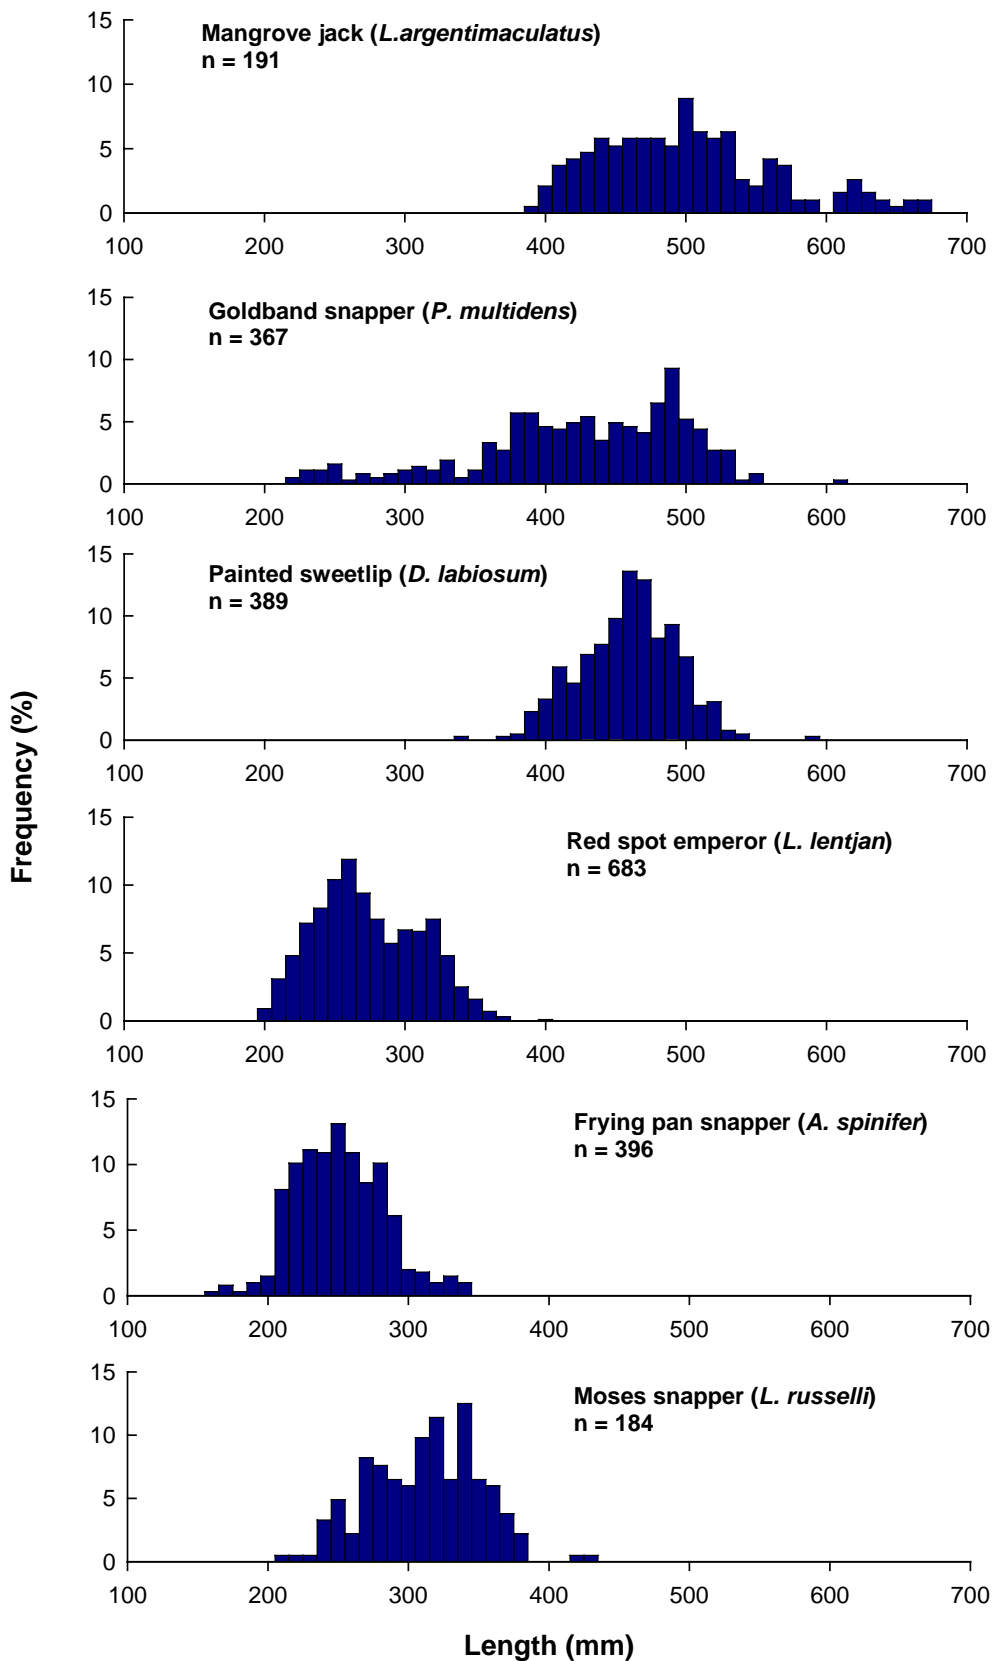 Mangrove jack (L.argentimaculatus)
n = 191
15
10
5
0
100 200 300 400 500 600 700
Goldband snapper (P. multidens)
n = 367
15
10
5
0
100 200 300 400 500 600 700
Painted sweetlip (D. labiosum)
n = 389
15
10
5
0
100 200 300 400 500 600 700
Frequency (%)
Red spot emperor (L. lentjan)
n = 683
15
10
5
0
100 200 300 400 500 600 700
Frying pan snapper (A. spinifer)
n = 396
15
10
5
0
100 200 300 400 500 600 700
Moses snapper (L. russelli)
n = 184
15
10
5
0
100 200 300 400 500 600 700
Length (mm)